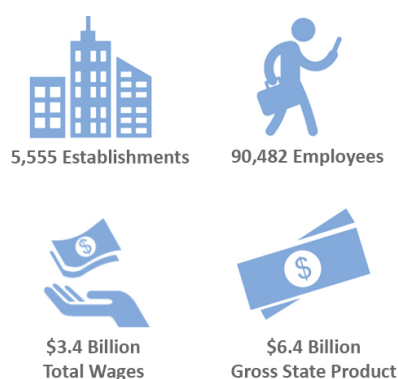 5,555 Establishments
90,482 Employees
$
$3.4 Billion
Total Wages
$
$6.4 Billion
Gross State Product